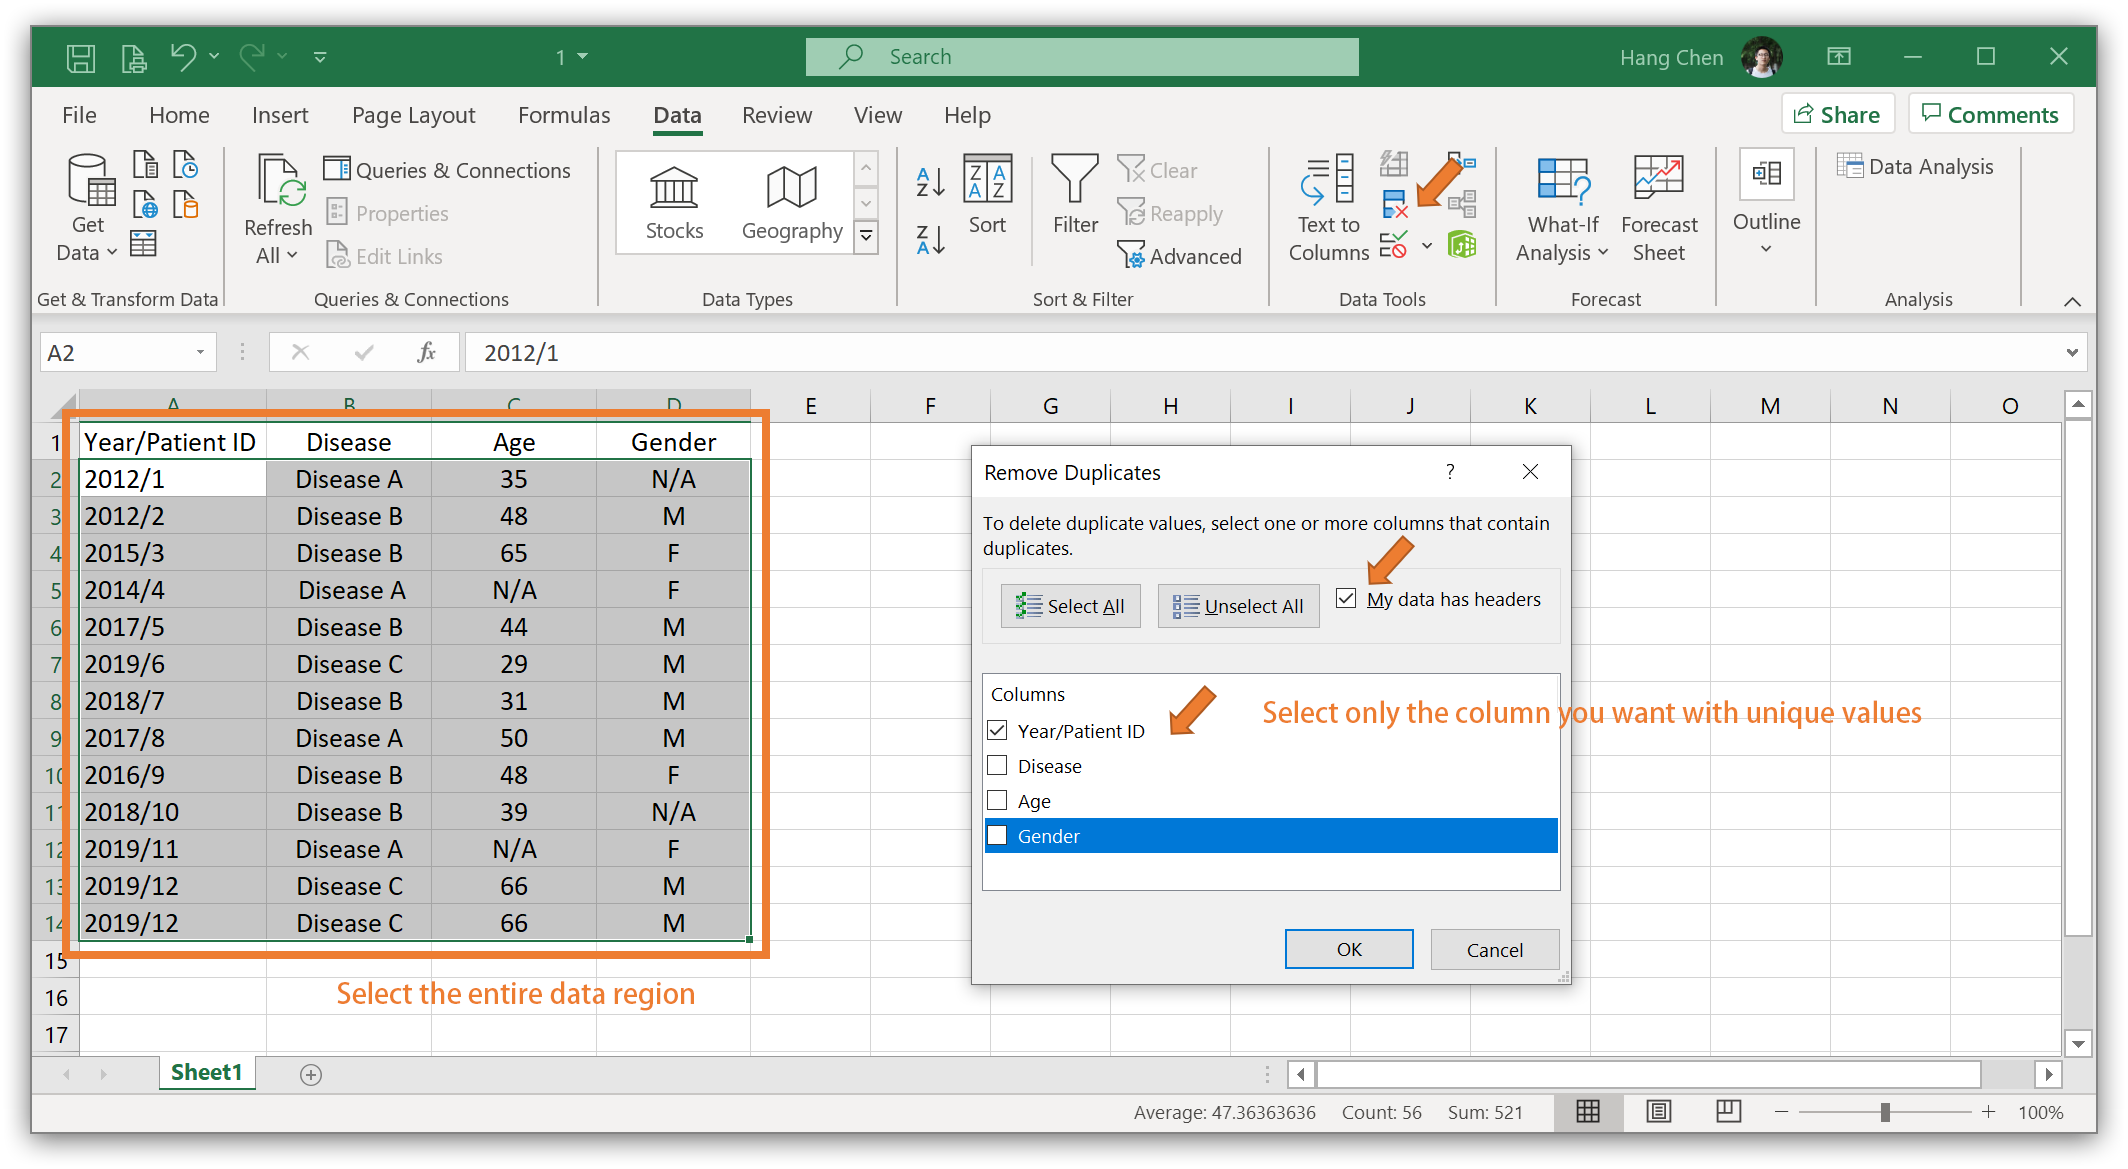 1
Search
Hang Chen
File Home Insert Page Layout Formulas Data Review View Help
Share Comments
Get Data
Refresh All
Queries & Connections
Properties
Edit Links
Stocks Geography
A Z
Z A
Z A A Z
Sort
Filter
Clear
Reapply
Advanced
Text to Columns
What-If Analysis
Forecast Sheet
Outline
Data Analysis
Get & Transform Data Queries & Connections Data Types Sort & Filter Data Tools Forecast Analysis
A2 fx 2012/1
A B C D E F G H I J K L M N O
1 Year/Patient ID Disease Age Gender
2 2012/1 Disease A 35 N/A
3 2012/2 Disease B 48 M
4 2015/3 Disease B 65 F
5 2014/4 Disease A N/A F
6 2017/5 Disease B 44 M
7 2019/6 Disease C 29 M
8 2018/7 Disease B 31 M
9 2017/8 Disease A 50 M
10 2016/9 Disease B 48 F
11 2018/10 Disease B 39 N/A
12 2019/11 Disease A N/A F
13 2019/12 Disease C 66 M
14 2019/12 Disease C 66 M
15
16
17
Select the entire data region
Remove Duplicates ?
To delete duplicate values, select one or more columns that contain
duplicates.
Select All Unselect All My data has headers
Columns
Year/Patient ID
Select only the column you want with unique values
Disease
Age
Gender
OK Cancel
Sheet1
Average: 47.36363636 Count: 56 Sum: 521 100%